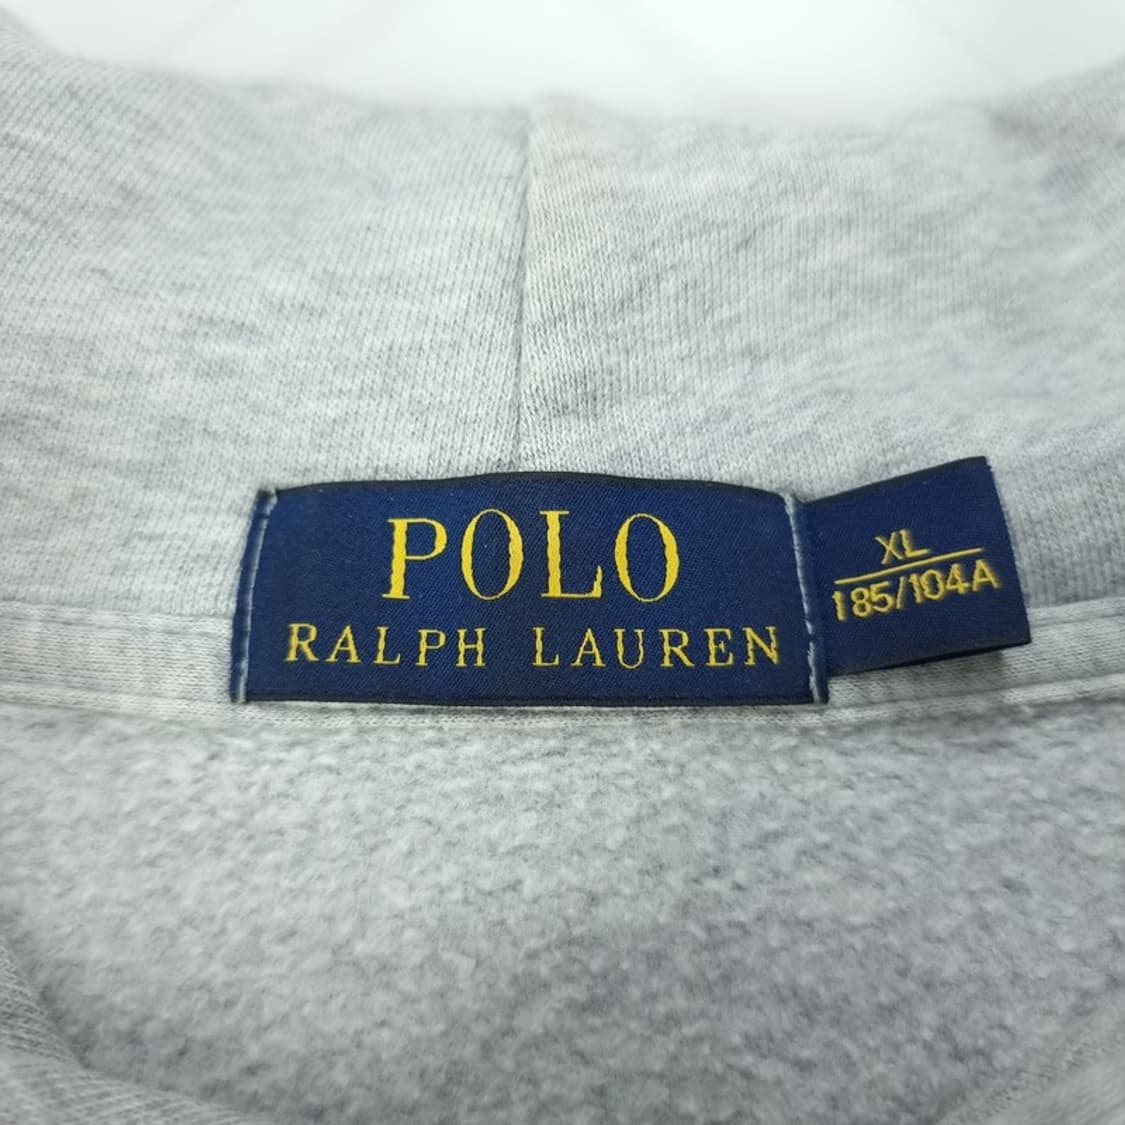 POLO
RALPH LAUREN
XL
185/104A